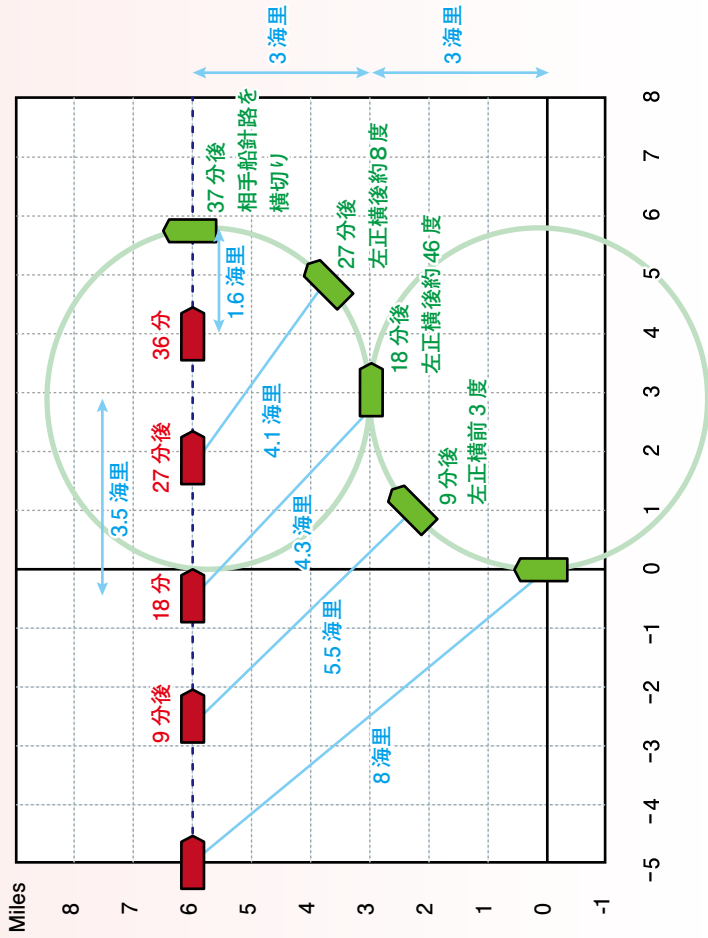 Miles
8
7
6
5
4
3
2
1
0
-1
-5
-4
-3
-2
-1
0
1
2
3
4
5
6
7
8
9 分後
18 分
27 分後
36 分
3.5 海里
1.6 海里
8 海里
5.5 海里
4.3 海里
4.1 海里
37 分後
相手船針路を
横切り
27 分後
左正横後約 8 度
18 分後
左正横後約 46 度
9 分後
左正横前 3 度
3 海里
3 海里